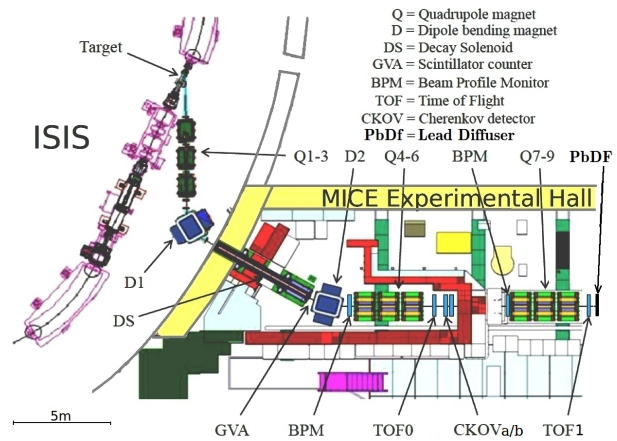 Q = Quadrupole magnet
D = Dipole bending magnet
DS = Decay Solenoid
GVA = Scintillator counter
BPM = Beam Profile Monitor
TOF = Time of Flight
CKOV = Cherenkov detector
PbDf = Lead Diffuser
Target
ISIS
Q1-3 D2 Q4-6 BPM Q7-9 PbDF
MICE Experimental Hall
D1
DS
5m
GVA BPM TOF0 CKOVa/b TOF1